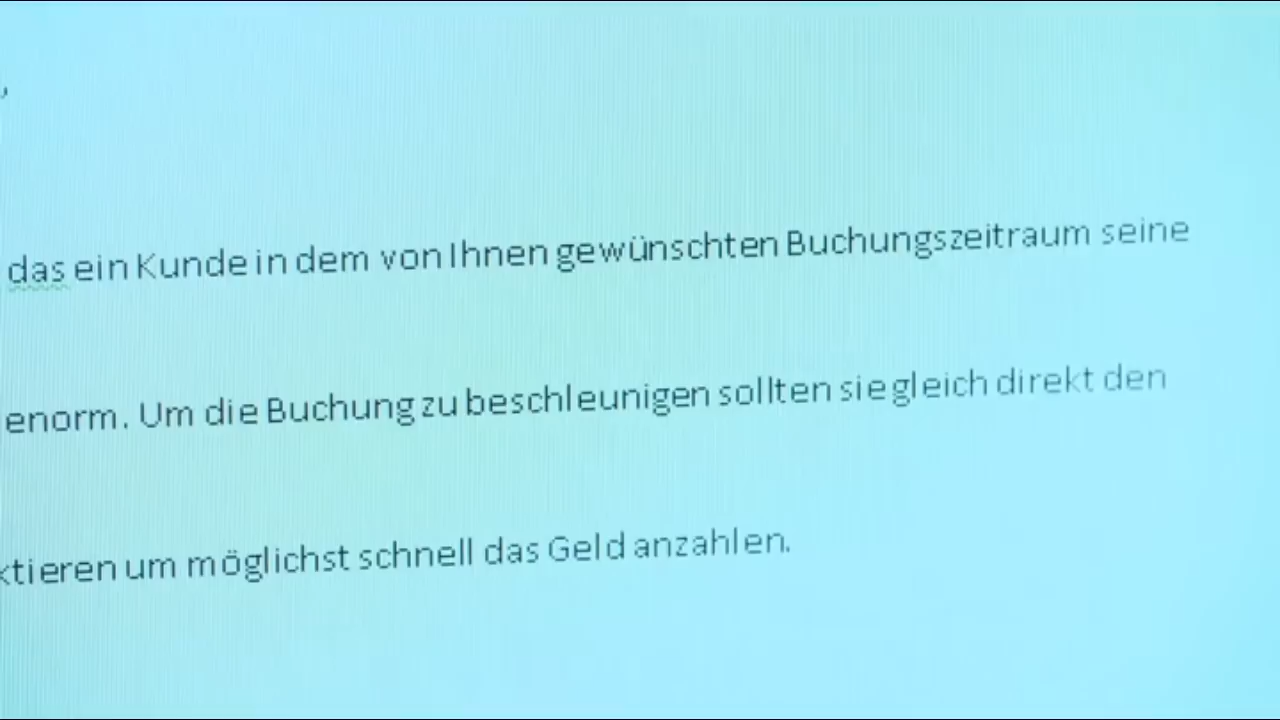 ,
das ein Kunde in dem von Ihnen gewünschten Buchungszeitraum seine
enorm. Um die Buchung zu beschleunigen sollten sie gleich direkt den
ktieren um möglichst schnell das Geld anzahlen.